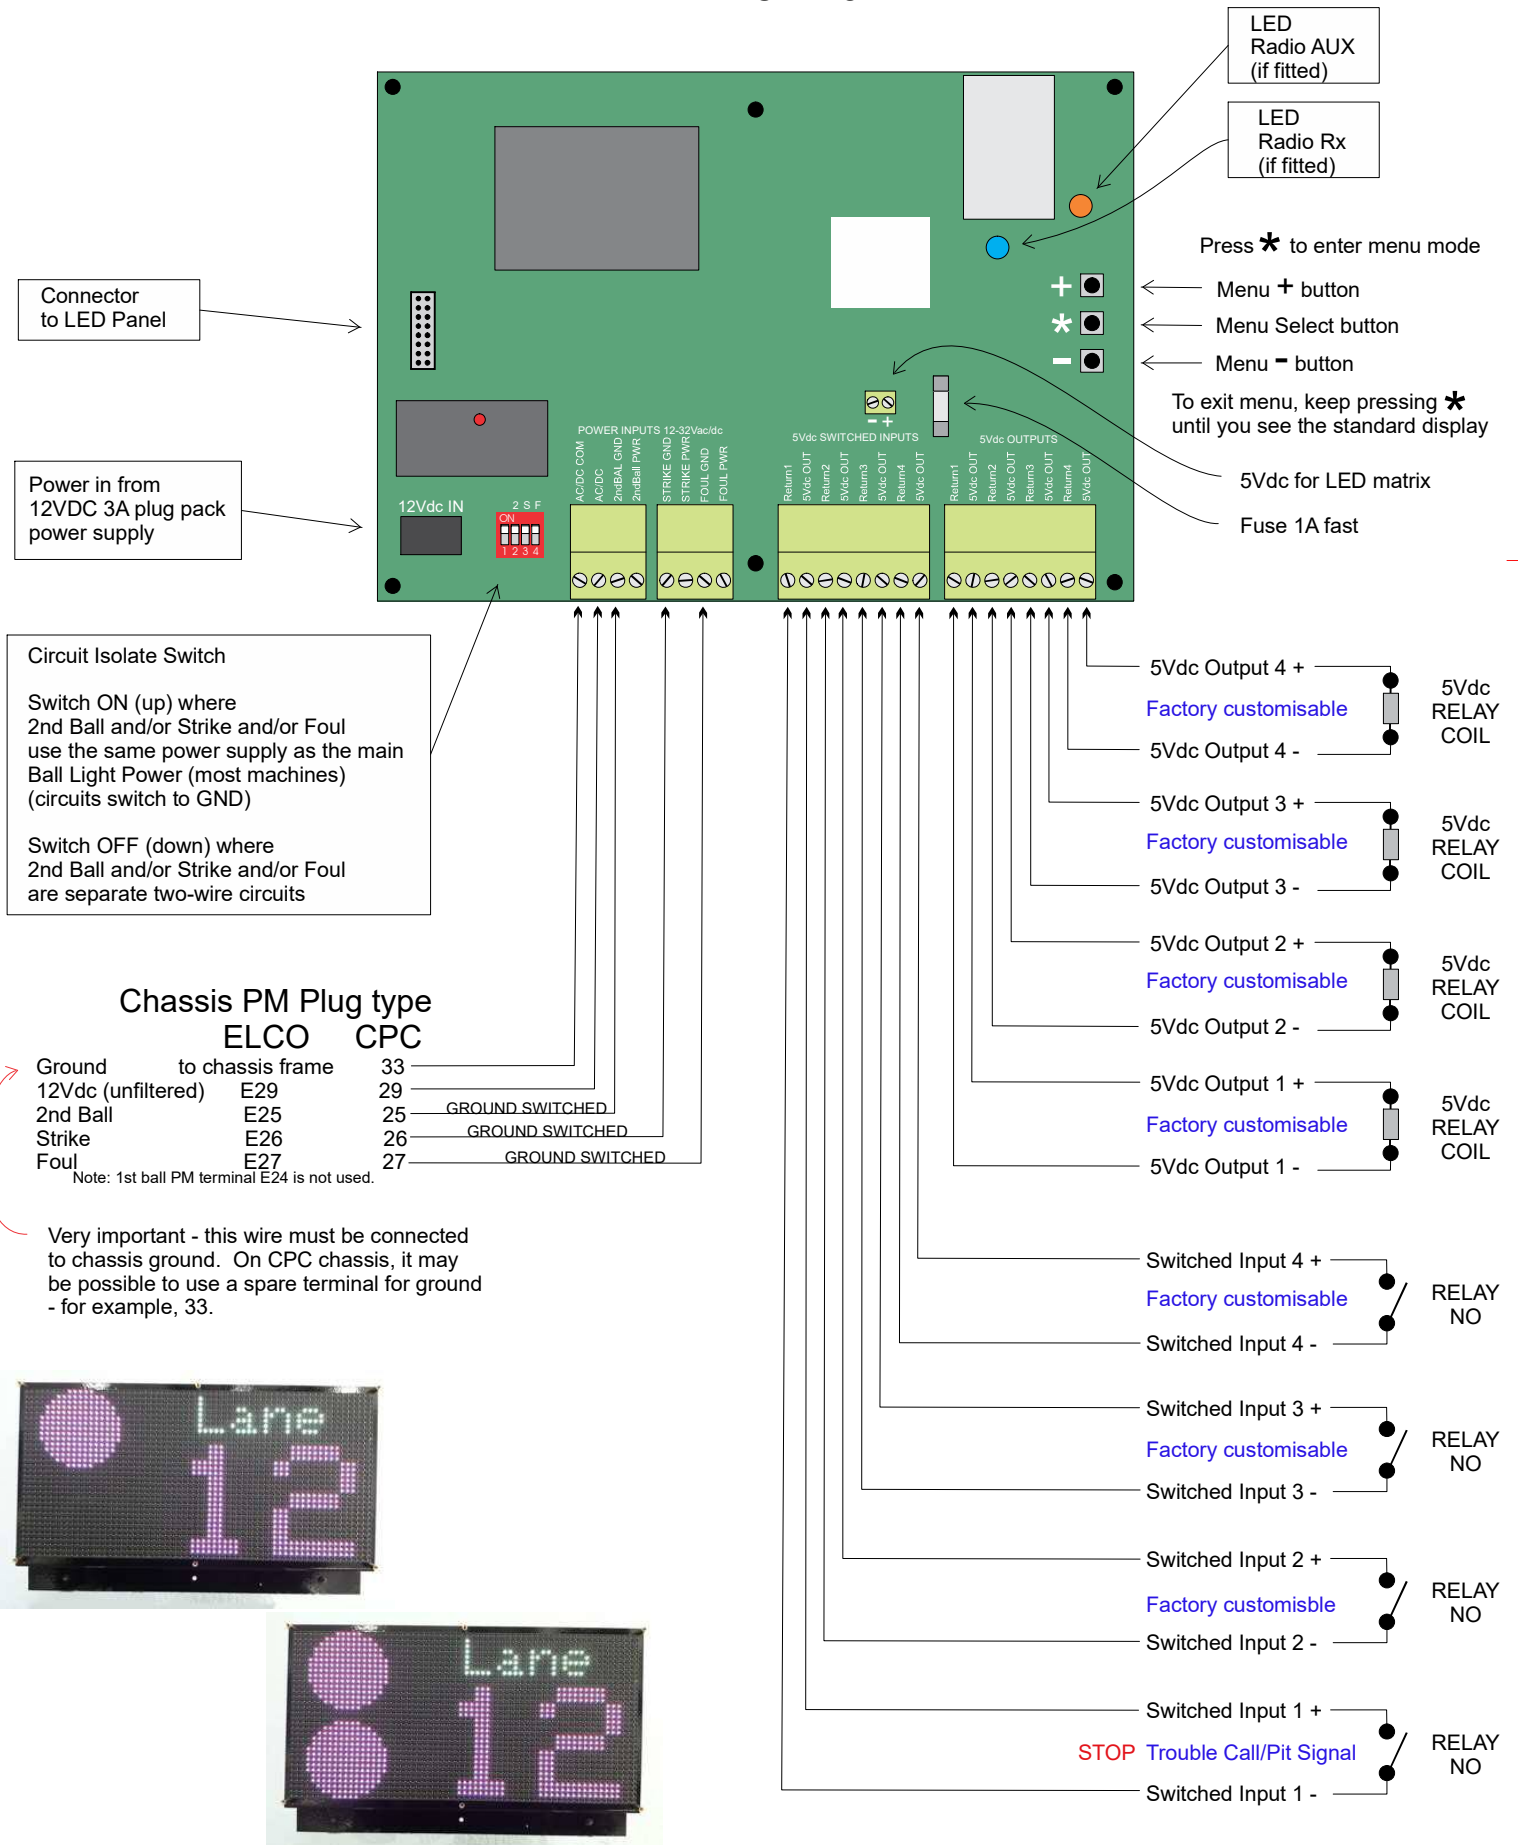 LED
Radio AUX
(if fitted)
LED
Radio Rx
(if fitted)
Press * to enter menu mode
+
Menu + button
*
Menu Select button
-
Menu - button
To exit menu, keep pressing *
until you see the standard display
Connector
to LED Panel
- +
5Vdc for LED matrix
Fuse 1A fast
Power in from
12VDC 3A plug pack
power supply
12Vdc IN
2 S F
ON
1 2 3 4
POWER INPUTS 12-32Vac/dc
AC/DC COM
AC/DC
2ndBAL GND
2ndBall PWR
STRIKE GND
STRIKE PWR
FOUL GND
FOUL PWR
5Vdc SWITCHED INPUTS
Return1
5Vdc OUT
Return2
5Vdc OUT
Return3
5Vdc OUT
Return4
5Vdc OUT
5Vdc OUTPUTS
Return1
5Vdc OUT
Return2
5Vdc OUT
Return3
5Vdc OUT
Return4
5Vdc OUT
Circuit Isolate Switch
Switch ON (up) where
2nd Ball and/or Strike and/or Foul
use the same power supply as the main
Ball Light Power (most machines)
(circuits switch to GND)
Switch OFF (down) where
2nd Ball and/or Strike and/or Foul
are separate two-wire circuits
Chassis PM Plug type
ELCO CPC
Ground to chassis frame 33
12Vdc (unfiltered) E29 29
2nd Ball E25 25 GROUND SWITCHED
Strike E26 26 GROUND SWITCHED
Foul E27 27 GROUND SWITCHED
Note: 1st ball PM terminal E24 is not used.
Very important - this wire must be connected
to chassis ground. On CPC chassis, it may
be possible to use a spare terminal for ground
- for example, 33.
5Vdc Output 4 +
Factory customisable
5Vdc Output 4 -
5Vdc
RELAY
COIL
5Vdc Output 3 +
Factory customisable
5Vdc Output 3 -
5Vdc
RELAY
COIL
5Vdc Output 2 +
Factory customisable
5Vdc Output 2 -
5Vdc
RELAY
COIL
5Vdc Output 1 +
Factory customisable
5Vdc Output 1 -
5Vdc
RELAY
COIL
Switched Input 4 +
Factory customisable
Switched Input 4 -
RELAY
NO
Switched Input 3 +
Factory customisable
Switched Input 3 -
RELAY
NO
Switched Input 2 +
Factory customisble
Switched Input 2 -
RELAY
NO
Switched Input 1 +
STOP Trouble Call/Pit Signal
Switched Input 1 -
RELAY
NO
Lane
12
Lane
12